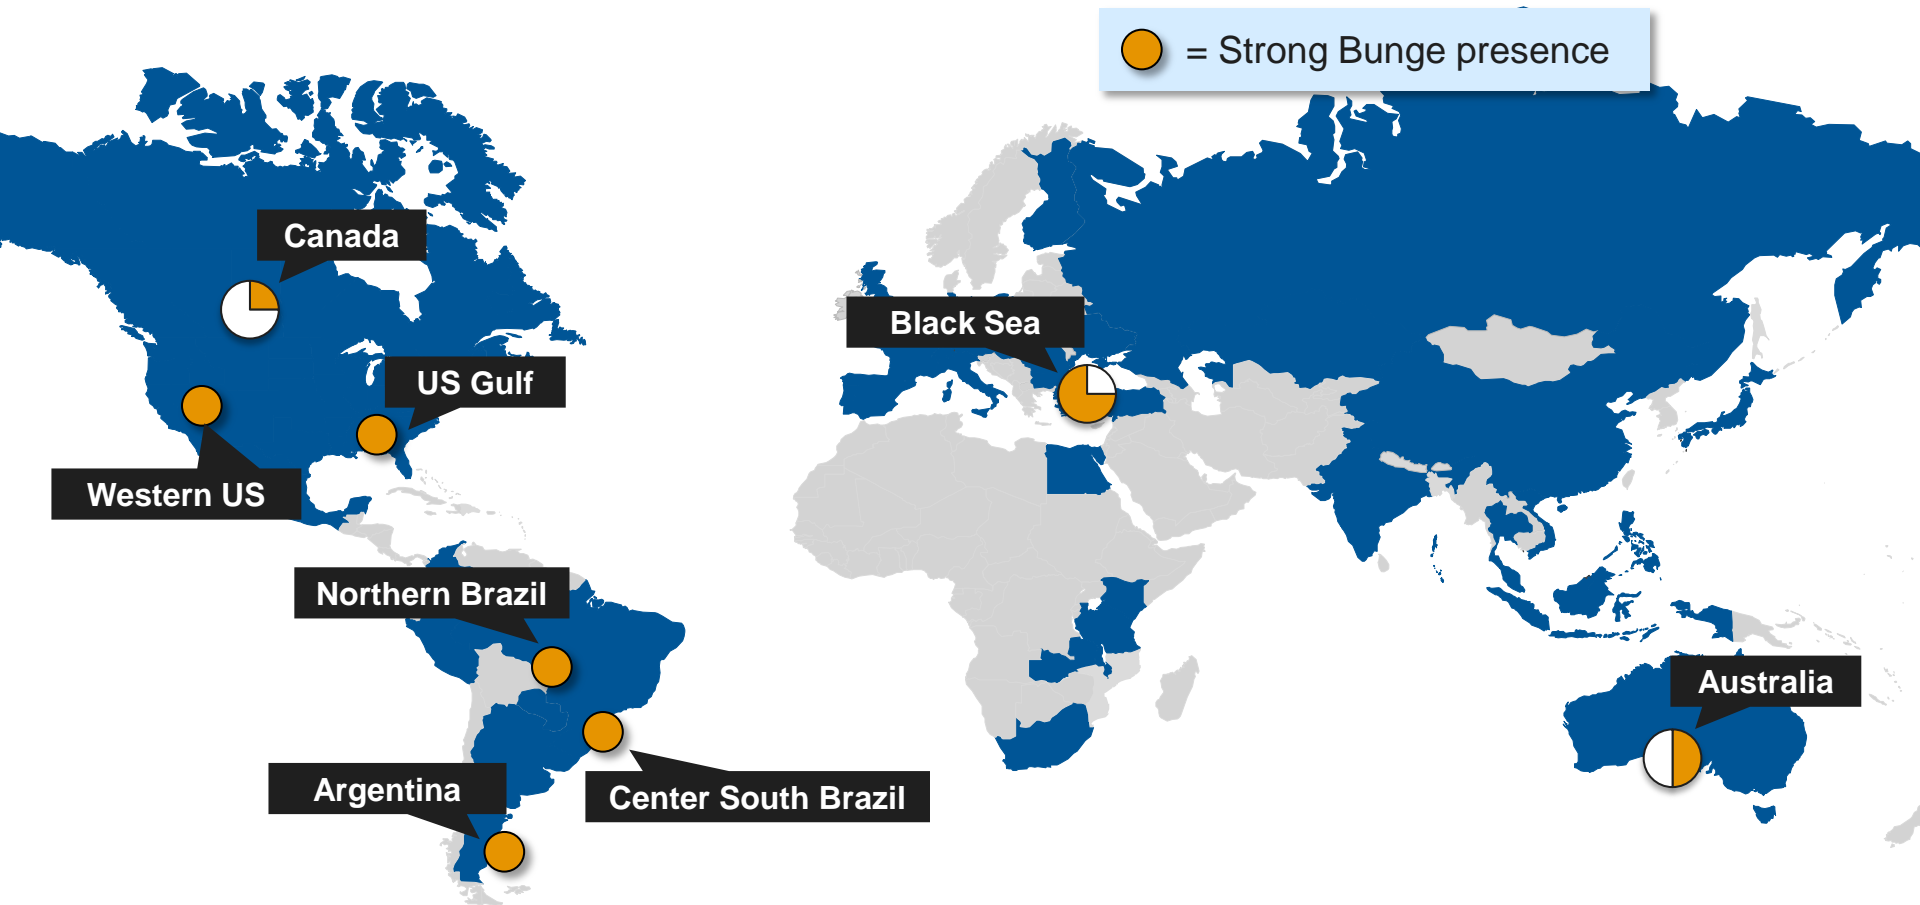 = Strong Bunge presence
Canada
Black Sea
US Gulf
Western US
Northern Brazil
Australia
Argentina
Center South Brazil